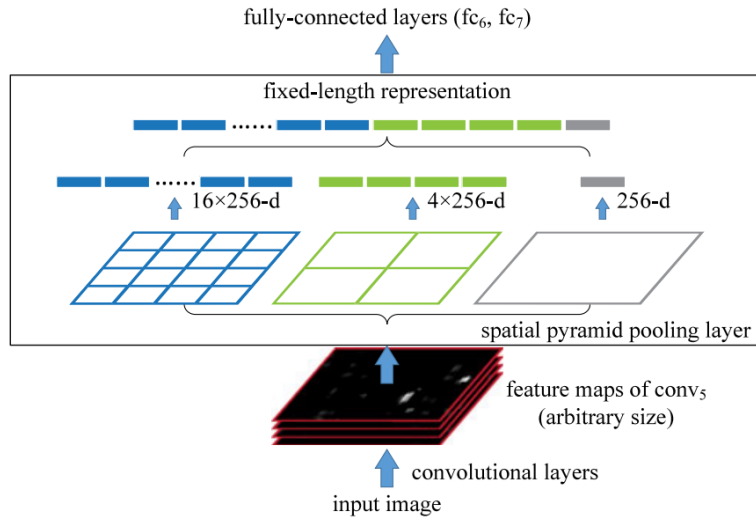 fully-connected layers (fc₆, fc₇)
fixed-length representation
......
......
16×256-d
4×256-d
256-d
spatial pyramid pooling layer
feature maps of conv₅
(arbitrary size)
convolutional layers
input image